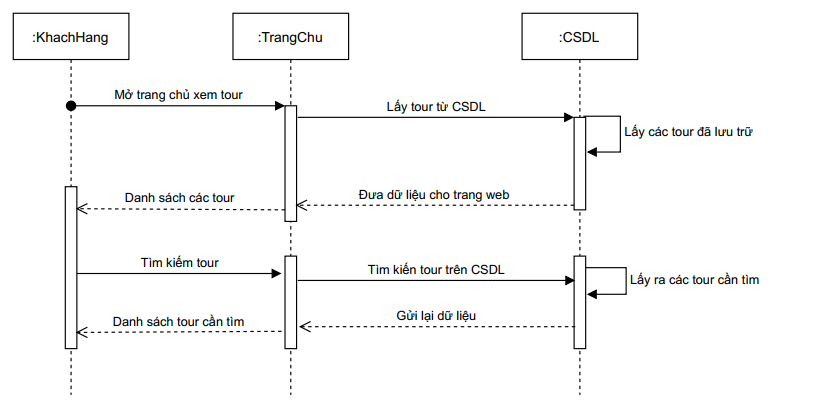 :KhachHang
:TrangChu
:CSDL
Mở trang chủ xem tour
Lấy tour từ CSDL
Lấy các tour đã lưu trữ
Danh sách các tour
Đưa dữ liệu cho trang web
Tìm kiếm tour
Tìm kiến tour trên CSDL
Lấy ra các tour cần tìm
Danh sách tour cần tìm
Gửi lại dữ liệu